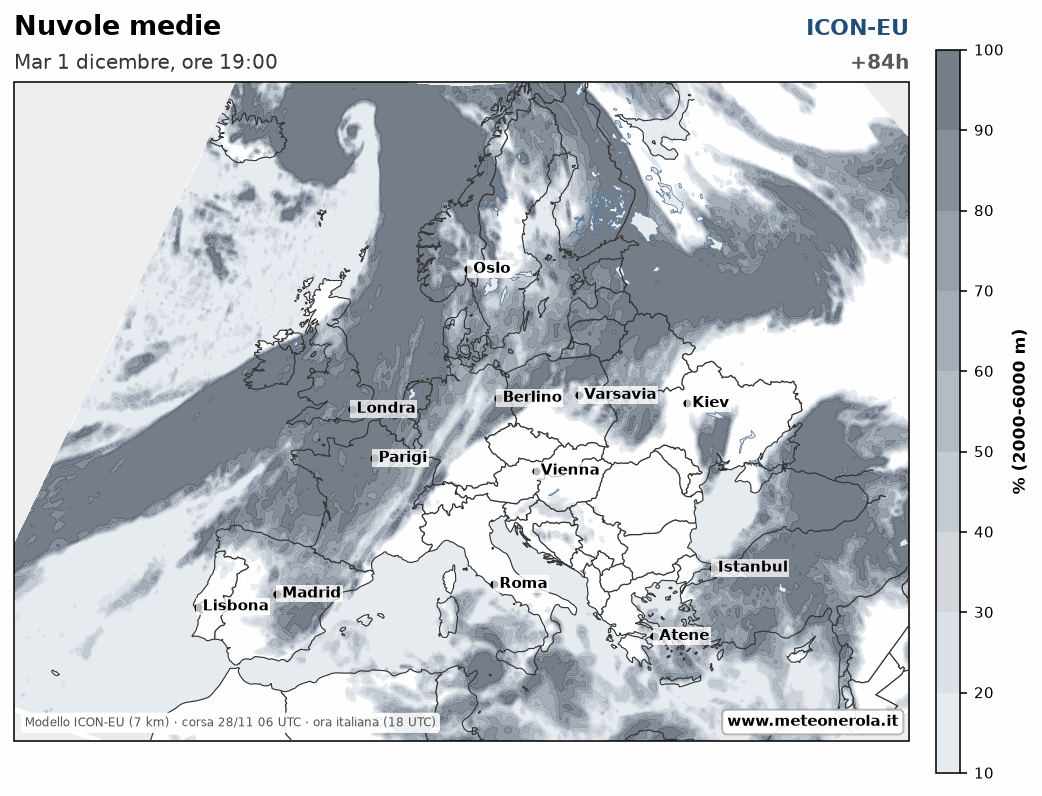 Nuvole medie
ICON-EU
Mar 1 dicembre, ore 19:00
+84h
100
90
80
70
60
50
40
30
20
10
% (2000-6000 m)
Oslo
Londra
Berlino
Varsavia
Kiev
Parigi
Vienna
Istanbul
Roma
Madrid
Lisbona
Atene
Modello ICON-EU (7 km) · corsa 28/11 06 UTC · ora italiana (18 UTC)
www.meteonerola.it